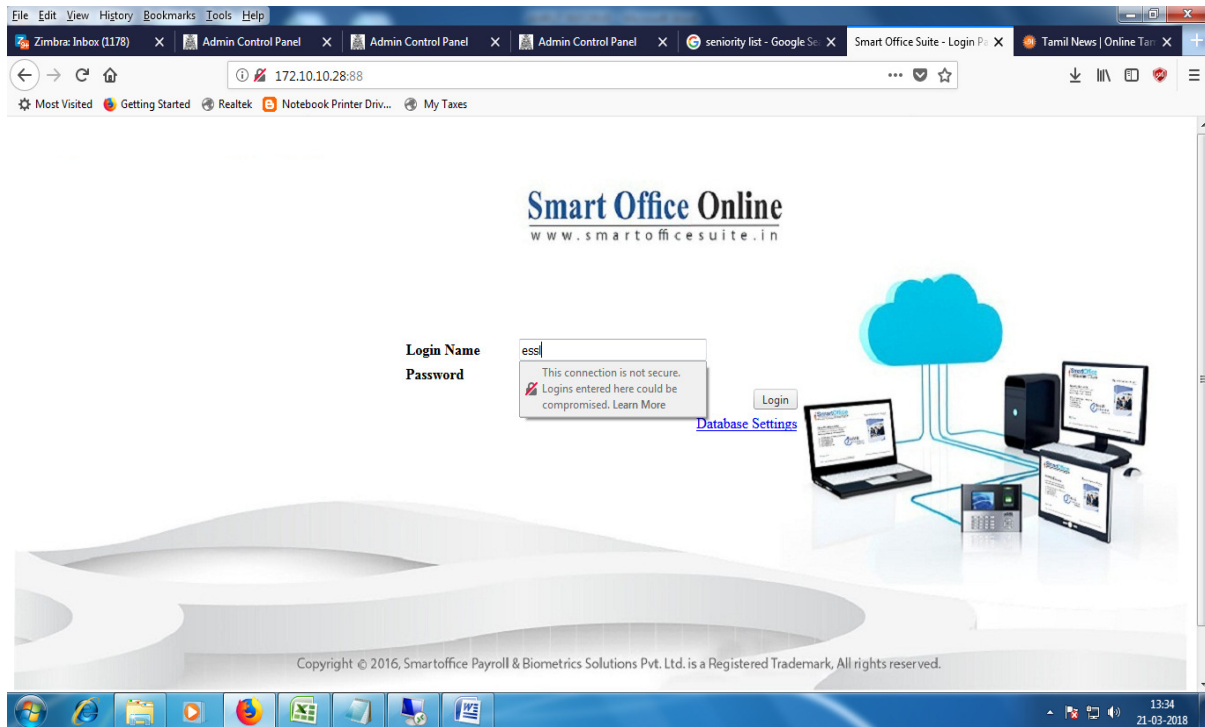 File Edit View History Bookmarks Tools Help
Zimbra: Inbox (1178) Admin Control Panel Admin Control Panel Admin Control Panel seniority list - Google Se Smart Office Suite - Login Pa Tamil News | Online Tam
172.10.10.28:88
Most Visited Getting Started Realtek Notebook Printer Driv... My Taxes
Smart Office Online
www.smartofficesuite.in
Login Name essl
Password
This connection is not secure.
Logins entered here could be
compromised. Learn More
Login
Database Settings
Copyright © 2016, Smartoffice Payroll & Biometrics Solutions Pvt. Ltd. is a Registered Trademark, All rights reserved.
13:34
21-03-2018